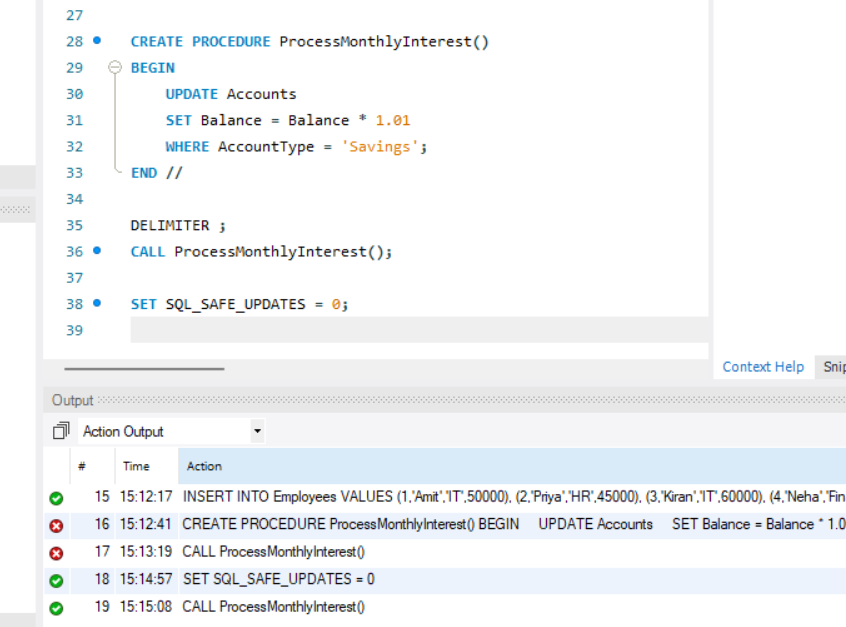 27
28 CREATE PROCEDURE ProcessMonthlyInterest()
29 BEGIN
30 UPDATE Accounts
31 SET Balance = Balance * 1.01
32 WHERE AccountType = 'Savings';
33 END //
34
35 DELIMITER ;
36 CALL ProcessMonthlyInterest();
37
38 SET SQL_SAFE_UPDATES = 0;
39
Context Help Snip
Output
Action Output
# Time Action
15 15:12:17 INSERT INTO Employees VALUES (1,'Amit','IT',50000), (2,'Priya','HR',45000), (3,'Kiran','IT',60000), (4,'Neha','Fin
16 15:12:41 CREATE PROCEDURE ProcessMonthlyInterest() BEGIN UPDATE Accounts SET Balance = Balance * 1.0
17 15:13:19 CALL ProcessMonthlyInterest()
18 15:14:57 SET SQL_SAFE_UPDATES = 0
19 15:15:08 CALL ProcessMonthlyInterest()